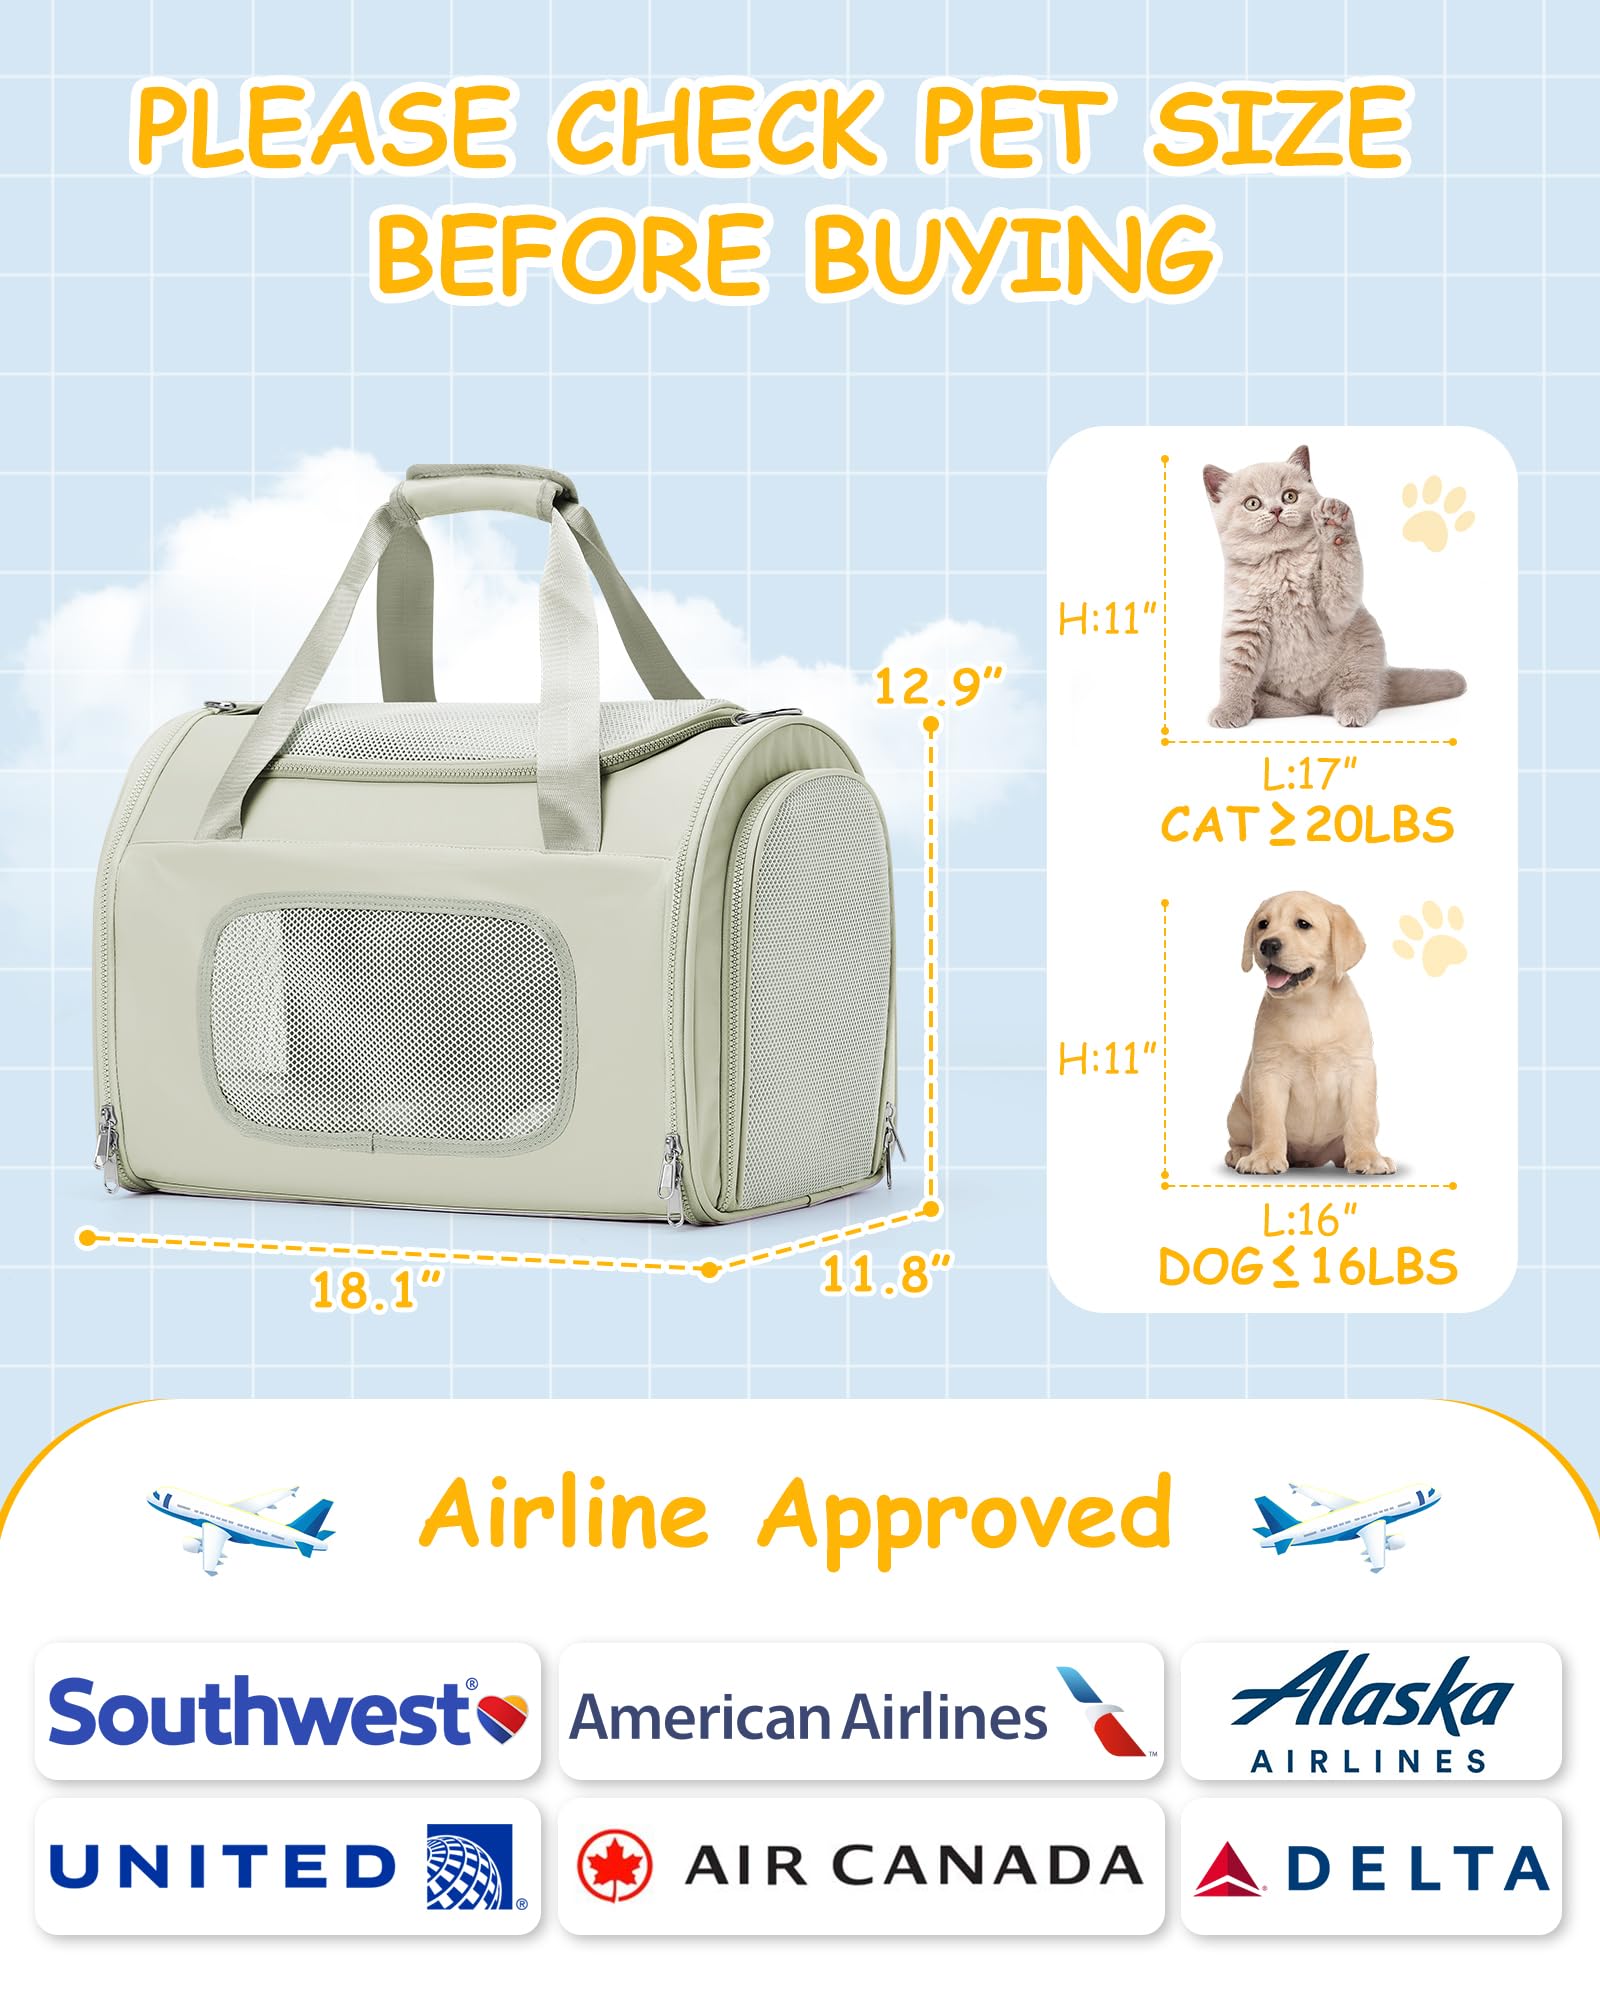 PLEASE CHECK PET SIZE
BEFORE BUYING
12.9"
18.1"
11.8"
H:11"
L:17"
CAT≥20LBS
H:11"
L:16"
DOG≤16LBS
Airline Approved
Southwest®
American Airlines™
Alaska
AIRLINES
UNITED®
AIR CANADA
DELTA